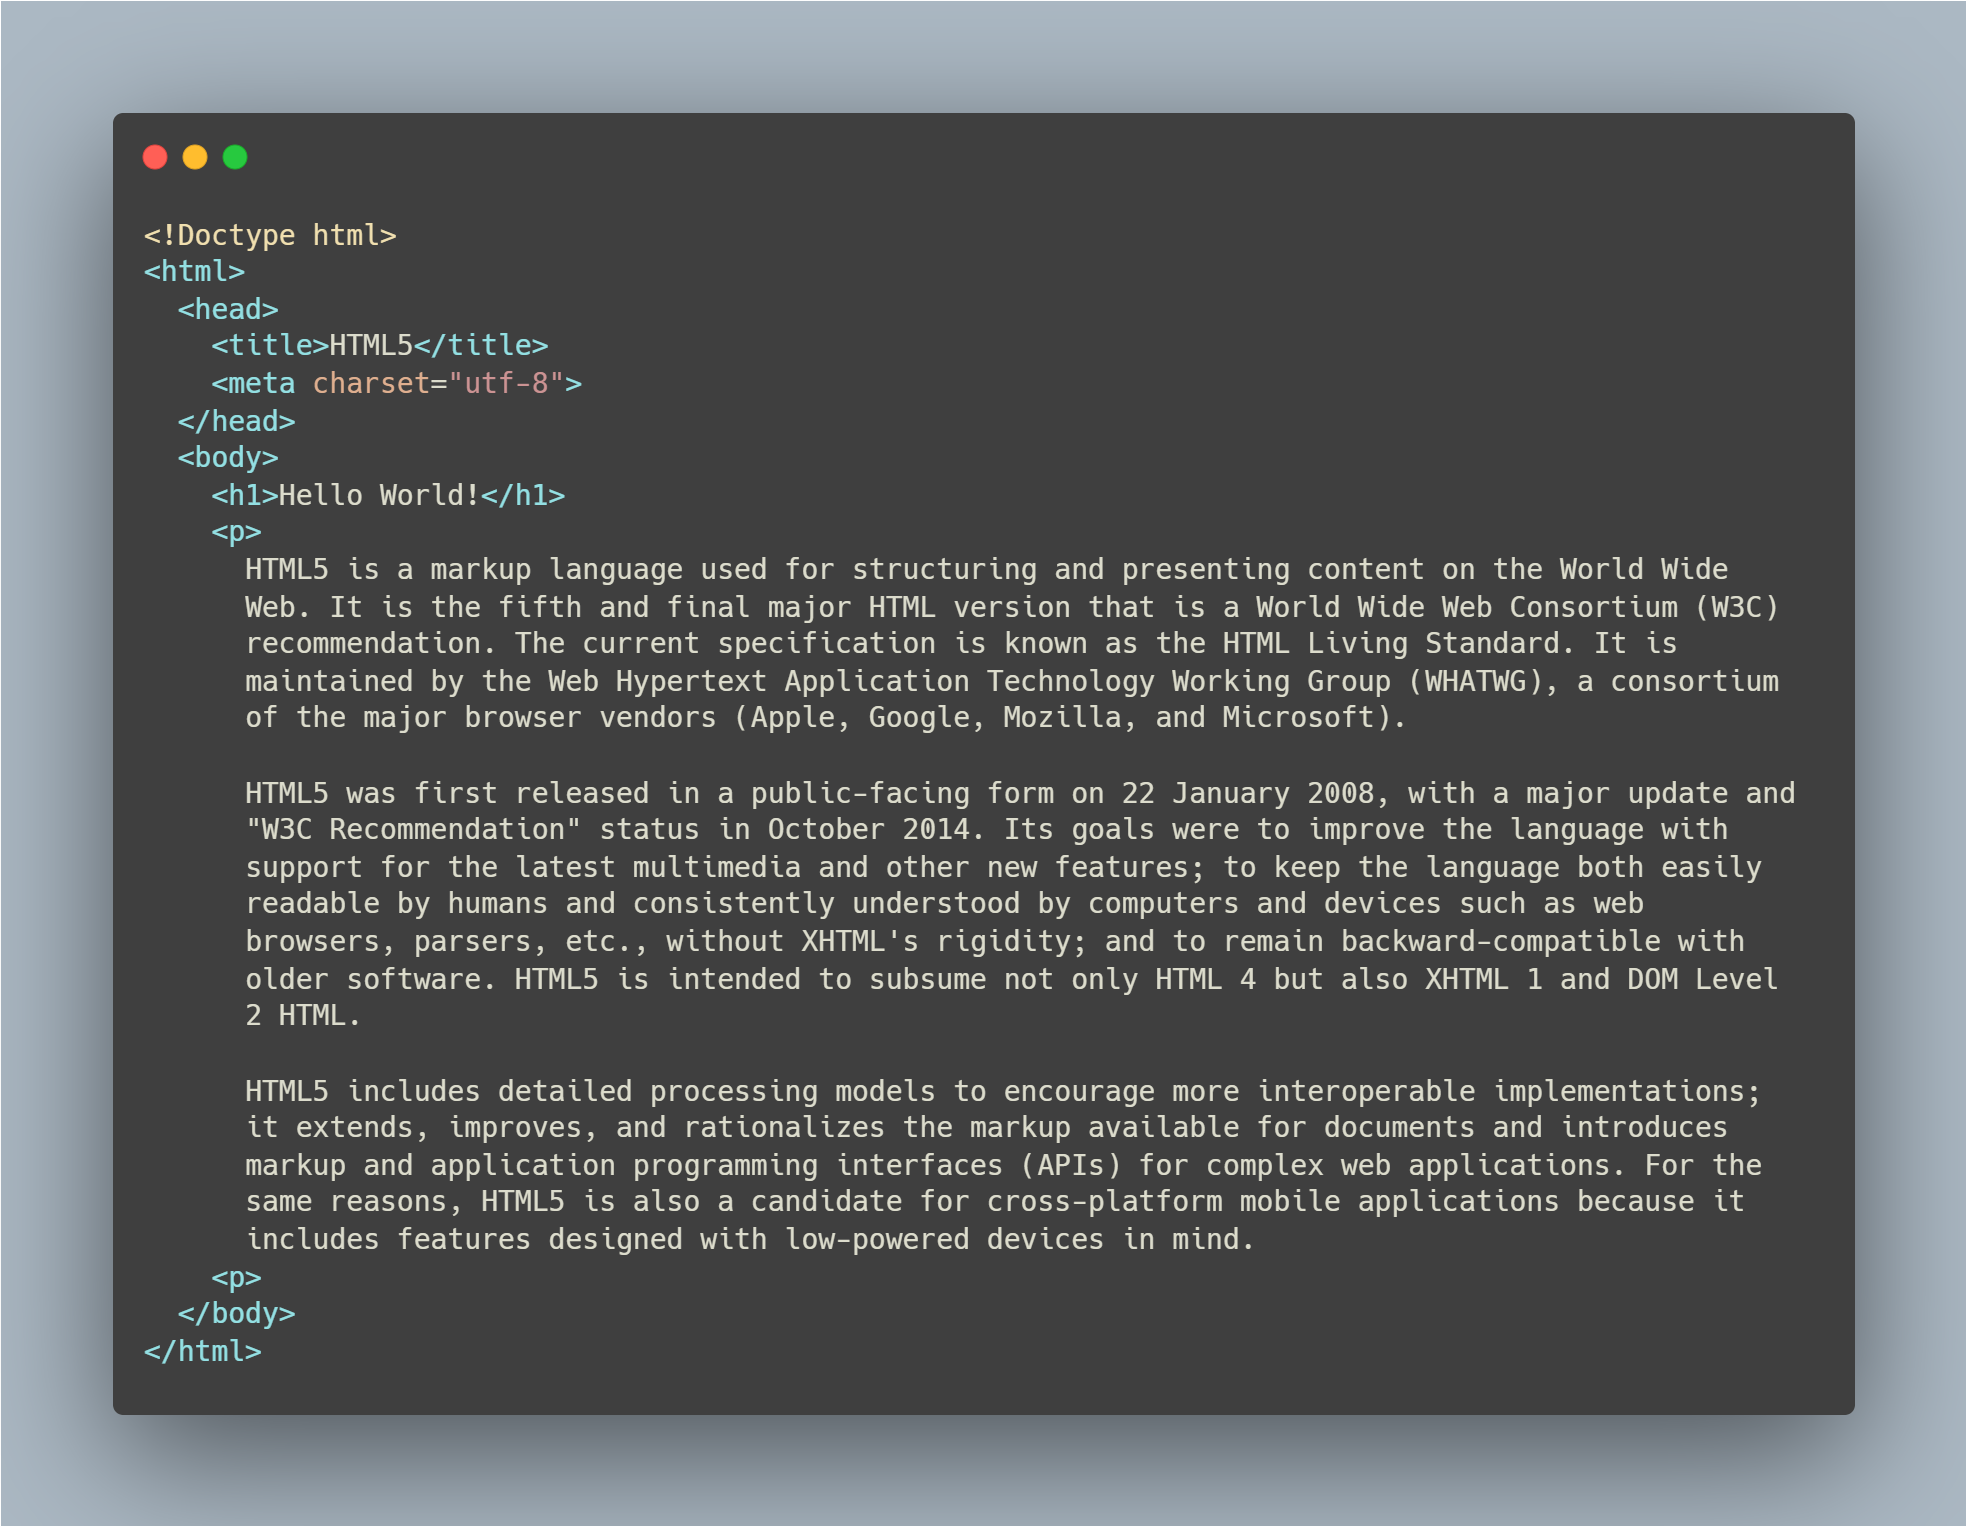 <!Doctype html>
<html>
  <head>
    <title>HTML5</title>
    <meta charset="utf-8">
  </head>
  <body>
    <h1>Hello World!</h1>
    <p>
      HTML5 is a markup language used for structuring and presenting content on the World Wide
      Web. It is the fifth and final major HTML version that is a World Wide Web Consortium (W3C)
      recommendation. The current specification is known as the HTML Living Standard. It is
      maintained by the Web Hypertext Application Technology Working Group (WHATWG), a consortium
      of the major browser vendors (Apple, Google, Mozilla, and Microsoft).

      HTML5 was first released in a public-facing form on 22 January 2008, with a major update and
      "W3C Recommendation" status in October 2014. Its goals were to improve the language with
      support for the latest multimedia and other new features; to keep the language both easily
      readable by humans and consistently understood by computers and devices such as web
      browsers, parsers, etc., without XHTML's rigidity; and to remain backward-compatible with
      older software. HTML5 is intended to subsume not only HTML 4 but also XHTML 1 and DOM Level
      2 HTML.

      HTML5 includes detailed processing models to encourage more interoperable implementations;
      it extends, improves, and rationalizes the markup available for documents and introduces
      markup and application programming interfaces (APIs) for complex web applications. For the
      same reasons, HTML5 is also a candidate for cross-platform mobile applications because it
      includes features designed with low-powered devices in mind.
    <p>
  </body>
</html>